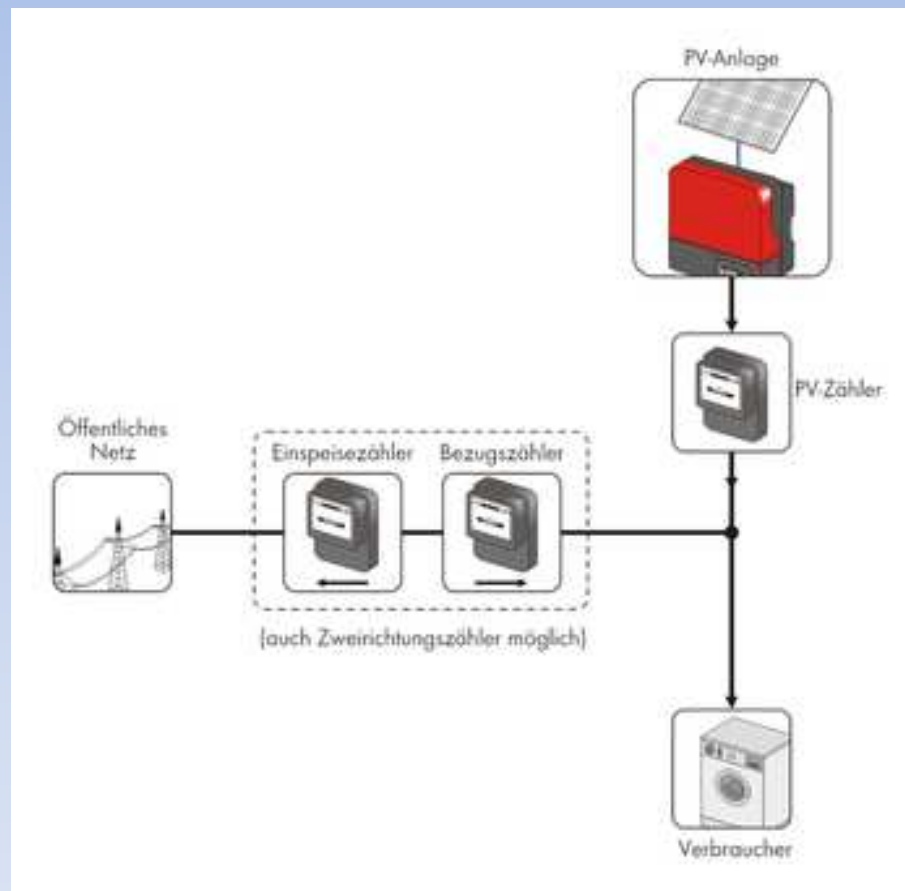 PV-Anlage
PV-Zähler
Öffentliches
Netz
Einspeisezähler
Bezugszähler
(auch Zweirichtungszähler möglich)
Verbraucher